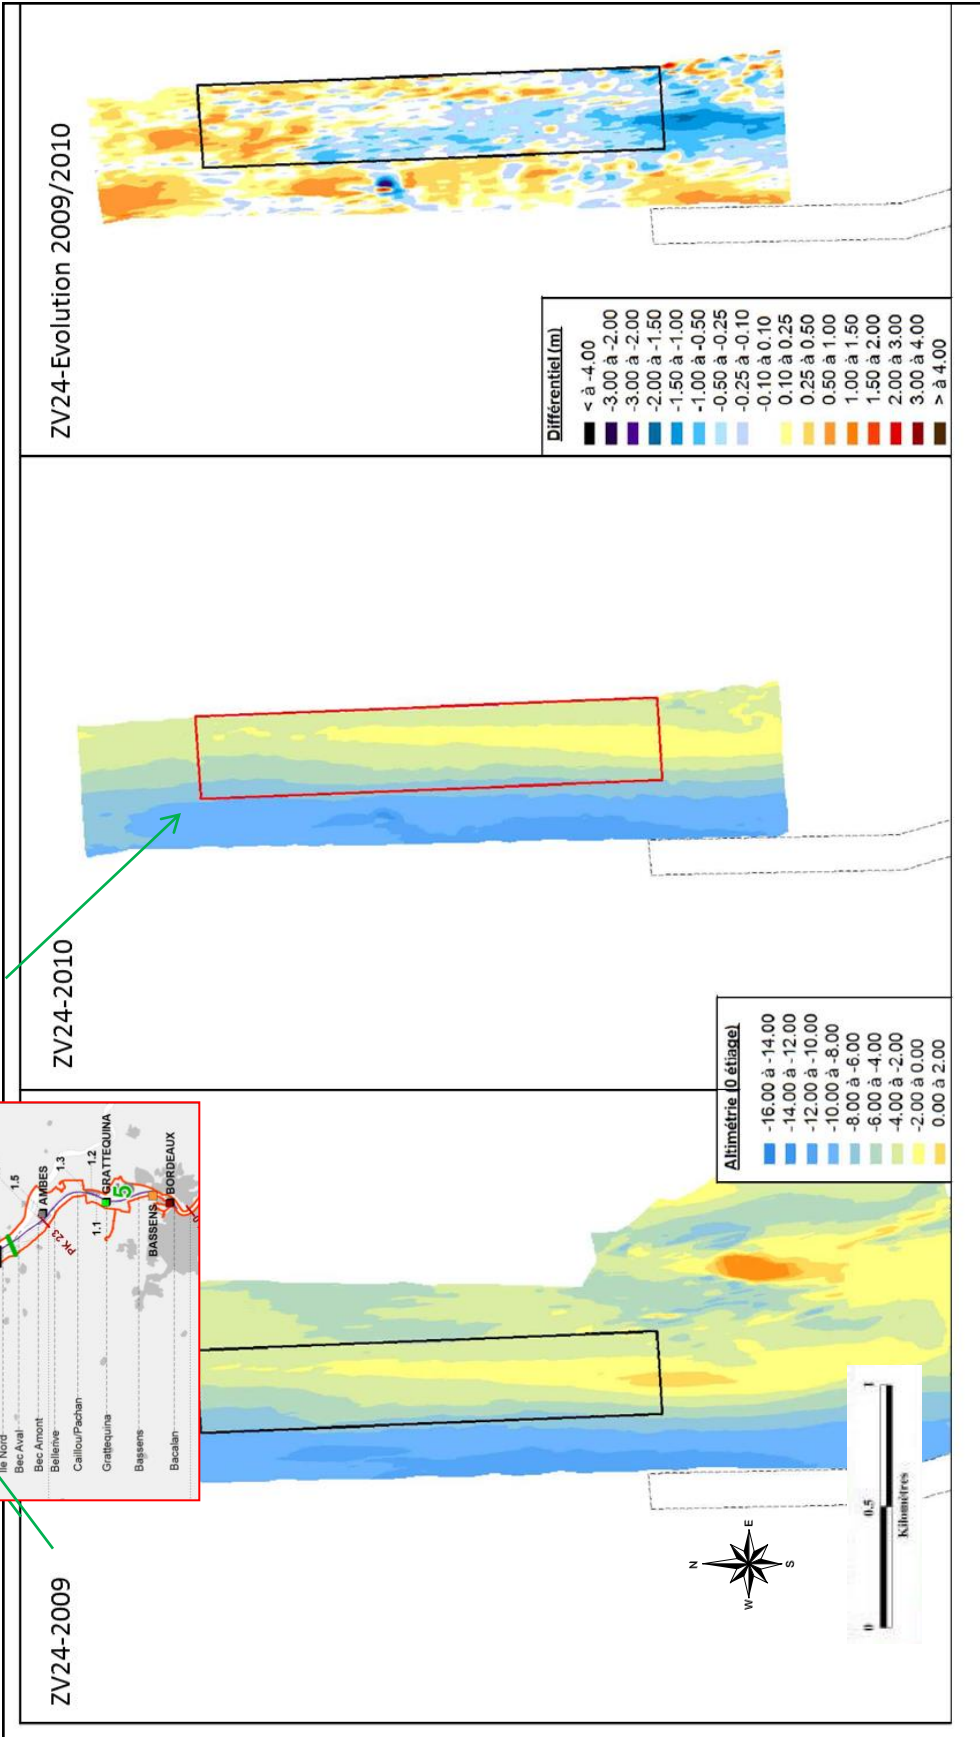 ZV24-2009
ZV24-2010
ZV24-Evolution 2009/2010
Ile Nord
Bec Aval
Bec Amont
Bellerive
Caillou/Pachan
Grattequina
Bassens
Bacalan
1.5
AMBES
PK 23
1.3
1.2
GRATTEQUINA
1.1
5
BASSENS
BORDEAUX
N
W
E
S
0
0.5
1
Kilomètres
Altimétrie (0 étiage)
-16.00 à -14.00
-14.00 à -12.00
-12.00 à -10.00
-10.00 à -8.00
-8.00 à -6.00
-6.00 à -4.00
-4.00 à -2.00
-2.00 à 0.00
0.00 à 2.00
Différentiel (m)
< à -4.00
-3.00 à -2.00
-3.00 à -2.00
-2.00 à -1.50
-1.50 à -1.00
-1.00 à -0.50
-0.50 à -0.25
-0.25 à -0.10
-0.10 à 0.10
0.10 à 0.25
0.25 à 0.50
0.50 à 1.00
1.00 à 1.50
1.50 à 2.00
2.00 à 3.00
3.00 à 4.00
> à 4.00